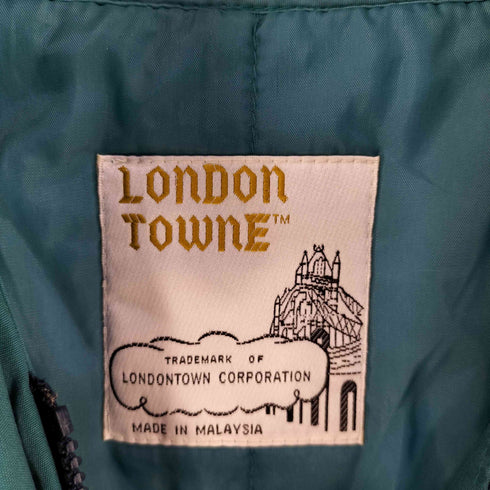 LONDON
TOWNE™
TRADEMARK OF
LONDONTOWN CORPORATION
MADE IN MALAYSIA